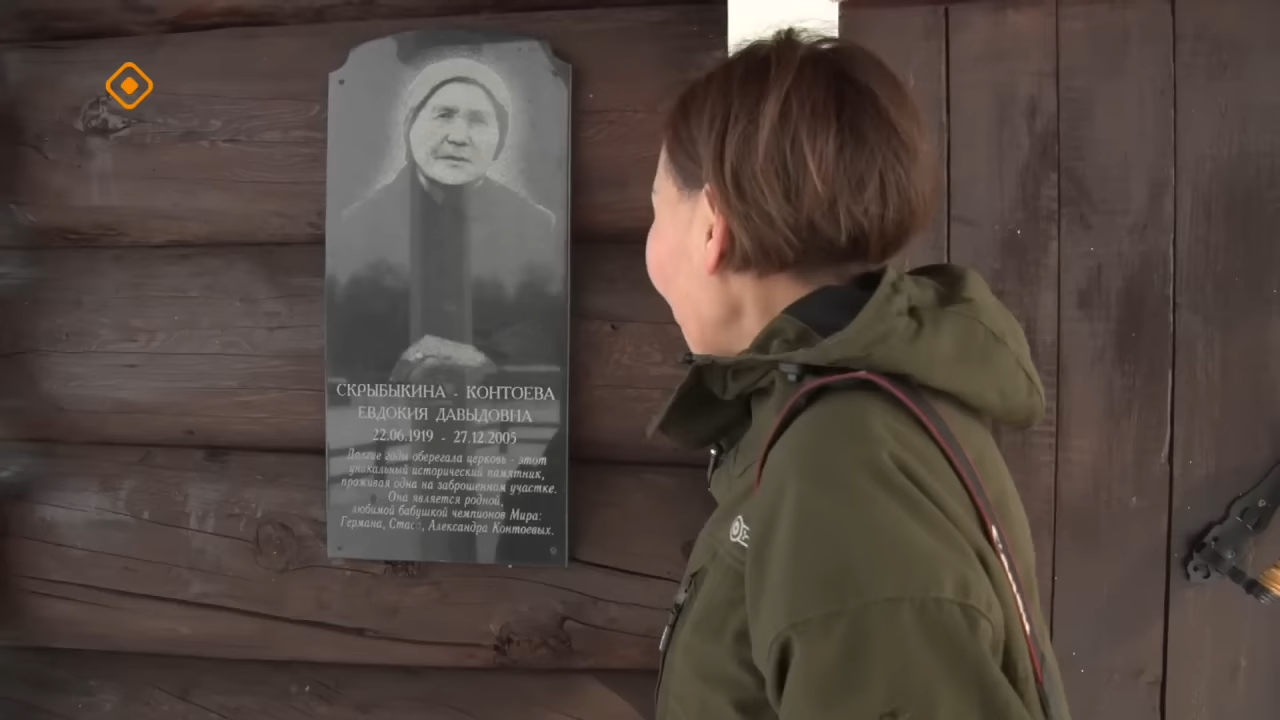 СКРЫБЫКИНА - КОНТОЕВА
ЕВДОКИЯ ДАВЫДОВНА
22.06.1919 - 27.12.2005
Долгие годы оберегала церковь - этот
уникальный исторический памятник,
проживая одна на заброшенном участке.
Она является родной,
любимой бабушкой чемпионов Мира:
Германа, Стаса, Александра Контоевых.